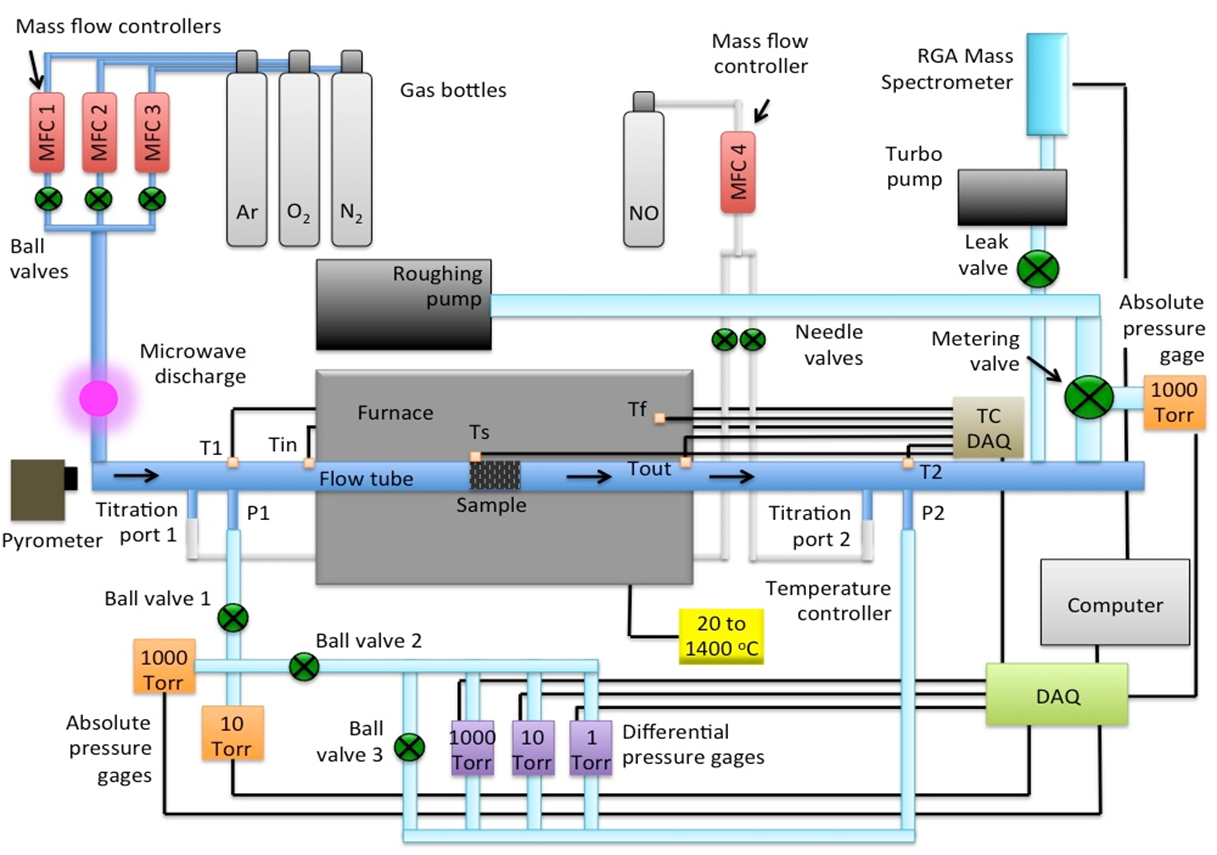 Mass flow controllers
MFC 1
MFC 2
MFC 3
Ar
O₂
N₂
Gas bottles
Ball
valves
Mass flow
controller
NO
MFC 4
RGA Mass
Spectrometer
Turbo
pump
Leak
valve
Roughing
pump
Needle
valves
Metering
valve
Absolute
pressure
gage
1000
Torr
Microwave
discharge
Furnace
Tf
TC
DAQ
T1
Tin
Ts
Tout
T2
Flow tube
Sample
Pyrometer
Titration
port 1
P1
Titration
port 2
P2
Ball valve 1
Temperature
controller
20 to
1400 ºC
Computer
Ball valve 2
1000
Torr
DAQ
Absolute
pressure
gages
10
Torr
Ball
valve 3
1000
Torr
10
Torr
1
Torr
Differential
pressure gages